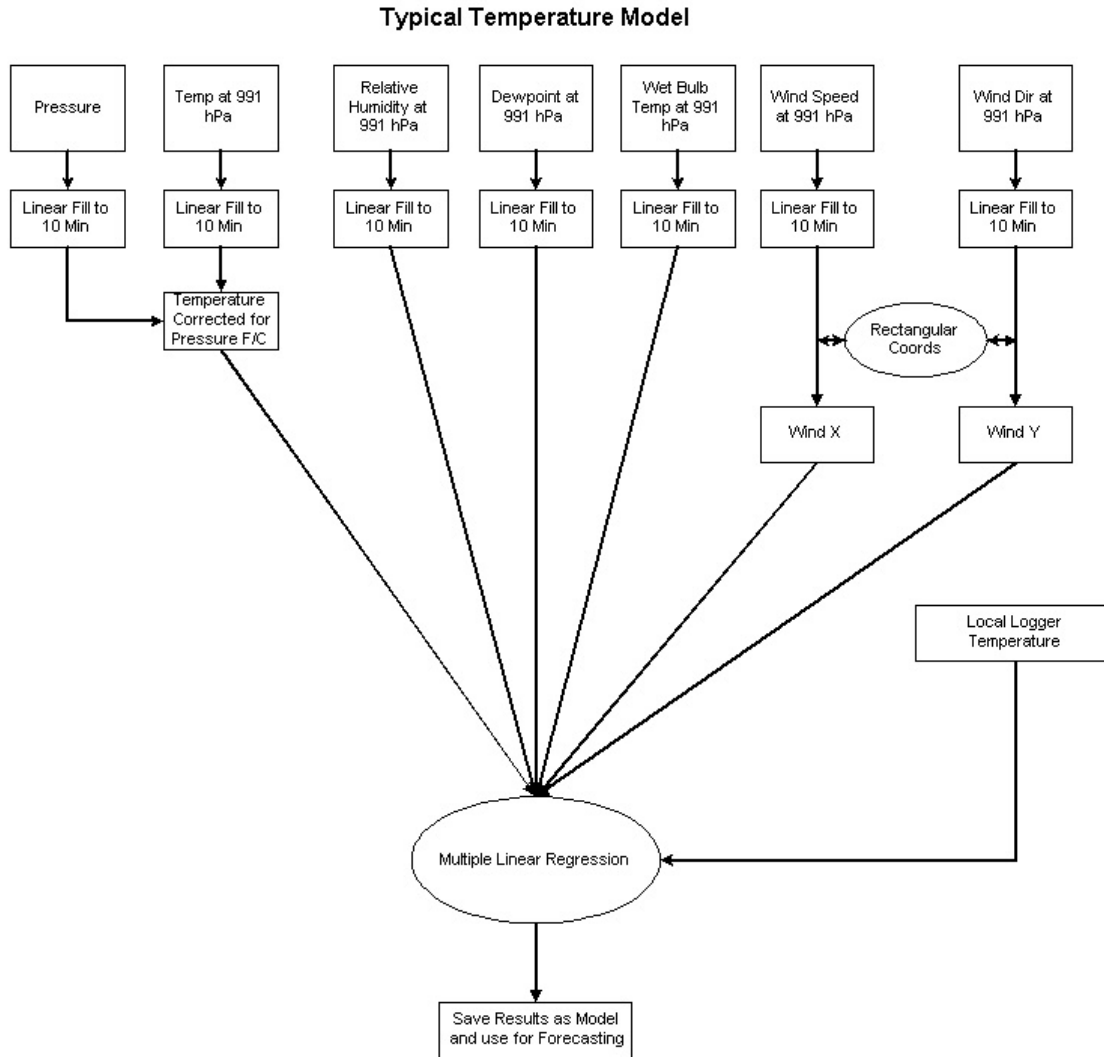 Typical Temperature Model
Pressure
Temp at 991
hPa
Relative
Humidity at
991 hPa
Dewpoint at
991 hPa
Wet Bulb
Temp at 991
hPa
Wind Speed
at 991 hPa
Wind Dir at
991 hPa
Linear Fill to
10 Min
Linear Fill to
10 Min
Linear Fill to
10 Min
Linear Fill to
10 Min
Linear Fill to
10 Min
Linear Fill to
10 Min
Linear Fill to
10 Min
Temperature
Corrected for
Pressure F/C
Rectangular
Coords
Wind X
Wind Y
Local Logger
Temperature
Multiple Linear Regression
Save Results as Model
and use for Forecasting